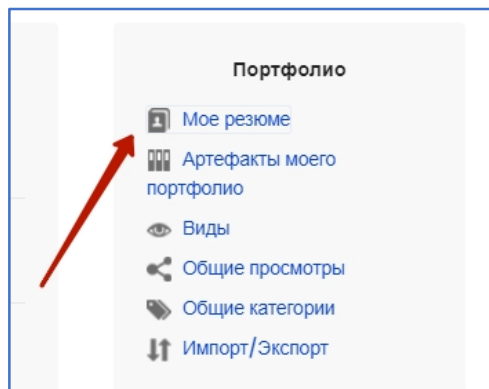 Портфолио
Мое резюме
Артефакты моего
портфолио
Виды
Общие просмотры
Общие категории
Импорт/Экспорт